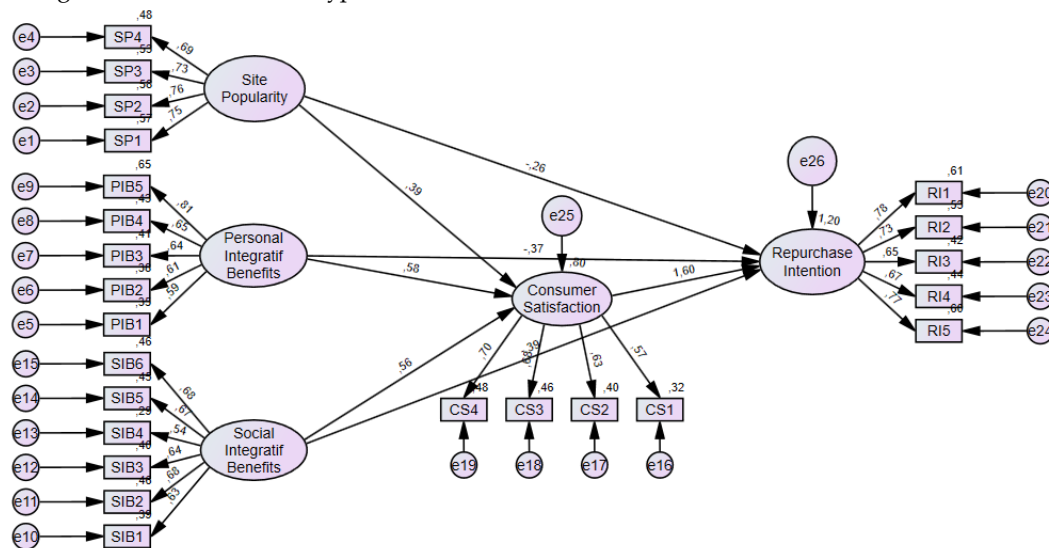 ,48
e4
SP4
,69
,53
e3
SP3
,73
,58
e2
SP2
,76
,57
e1
SP1
,75
Site
Popularity
,65
e9
PIB5
,81
,43
e8
PIB4
,65
,41
e7
PIB3
,64
e6
PIB2
,61
e5
PIB1
,59
Personal
Integratif
Benefits
,46
e15
SIB6
,68
,45
e14
SIB5
,67
,29
e13
SIB4
,54
,40
e12
SIB3
,64
,46
e11
SIB2
,68
,39
e10
SIB1
,63
Social
Integratif
Benefits
-,26
,39
-,37
,58
,56
1,60
e25
,80
Consumer
Satisfaction
,70
,63
,57
,48
CS4
,46
CS3
,40
CS2
,32
CS1
e19
e18
e17
e16
e26
1,20
Repurchase
Intention
,61
,78
RI1
e20
,53
,73
RI2
e21
,42
,65
RI3
e22
,44
,67
RI4
e23
,60
,77
RI5
e24